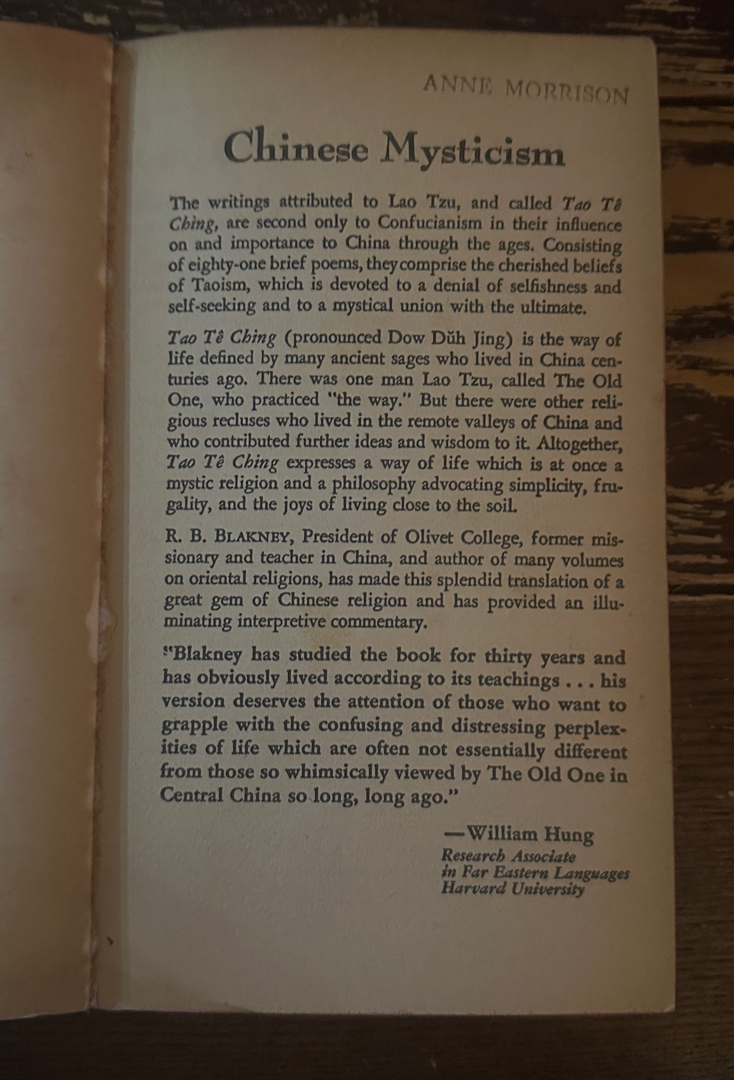 ANNE MORRISON
Chinese Mysticism
The writings attributed to Lao Tzu, and called Tao Tê
Ching, are second only to Confucianism in their influence
on and importance to China through the ages. Consisting
of eighty-one brief poems, they comprise the cherished beliefs
of Taoism, which is devoted to a denial of selfishness and
self-seeking and to a mystical union with the ultimate.
Tao Tê Ching (pronounced Dow Dŭh Jing) is the way of
life defined by many ancient sages who lived in China cen-
turies ago. There was one man Lao Tzu, called The Old
One, who practiced "the way." But there were other reli-
gious recluses who lived in the remote valleys of China and
who contributed further ideas and wisdom to it. Altogether,
Tao Tê Ching expresses a way of life which is at once a
mystic religion and a philosophy advocating simplicity, fru-
gality, and the joys of living close to the soil.
R. B. BLAKNEY, President of Olivet College, former mis-
sionary and teacher in China, and author of many volumes
on oriental religions, has made this splendid translation of a
great gem of Chinese religion and has provided an illu-
minating interpretive commentary.
"Blakney has studied the book for thirty years and
has obviously lived according to its teachings . . . his
version deserves the attention of those who want to
grapple with the confusing and distressing perplex-
ities of life which are often not essentially different
from those so whimsically viewed by The Old One in
Central China so long, long ago."
—William Hung
Research Associate
in Far Eastern Languages
Harvard University